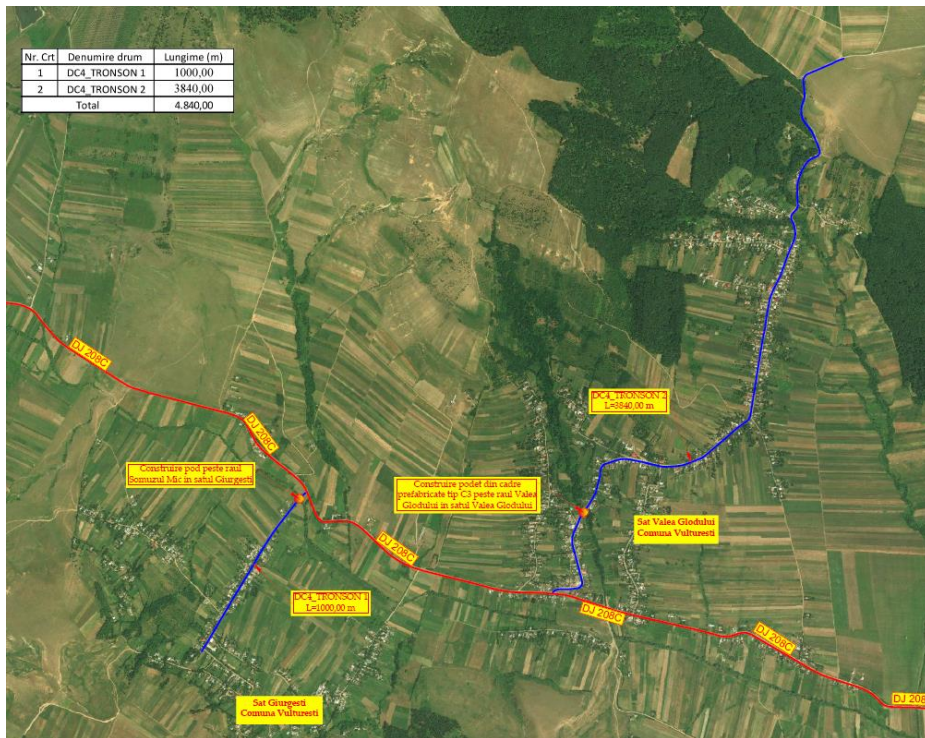 Nr. Crt Denumire drum Lungime (m)
1 DC4_TRONSON 1 1000,00
2 DC4_TRONSON 2 3840,00
Total 4.840,00
DJ 208C
DJ 208C
DC4_TRONSON 2
L=3840,00 m
Construire pod peste raul
Somuzul Mic in satul Giurgesti
Construire podet din cadre
prefabricate tip C3 peste raul Valea
Glodului in satul Valea Glodului
Sat Valea Glodului
Comuna Vulturesti
DJ 208C
DC4_TRONSON 1
L=1000,00 m
DJ 208C
DJ 208C
Sat Giurgesti
Comuna Vulturesti
DJ 208